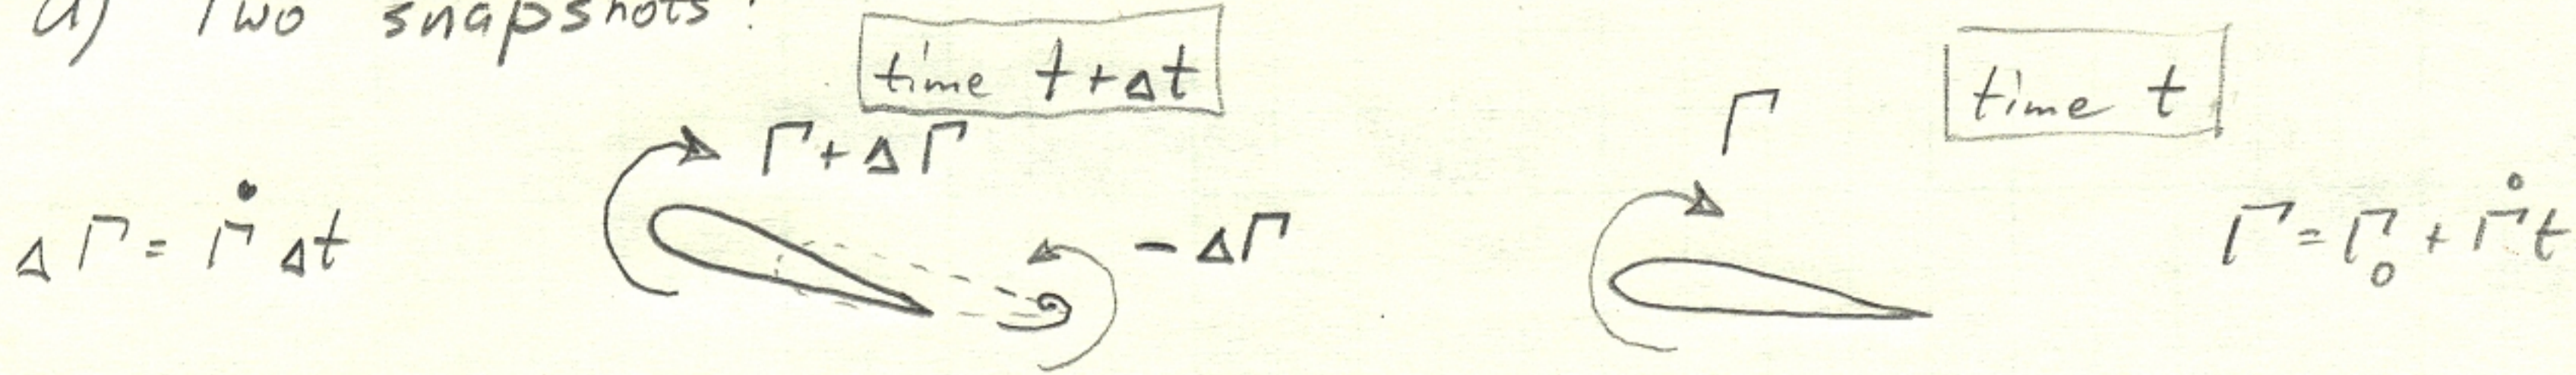 a) Two snapshots:
time t+Δt
time t
Γ
Γ+ΔΓ
ΔΓ = Γ̇ Δt
-ΔΓ
Γ = Γ₀ + Γ̇t